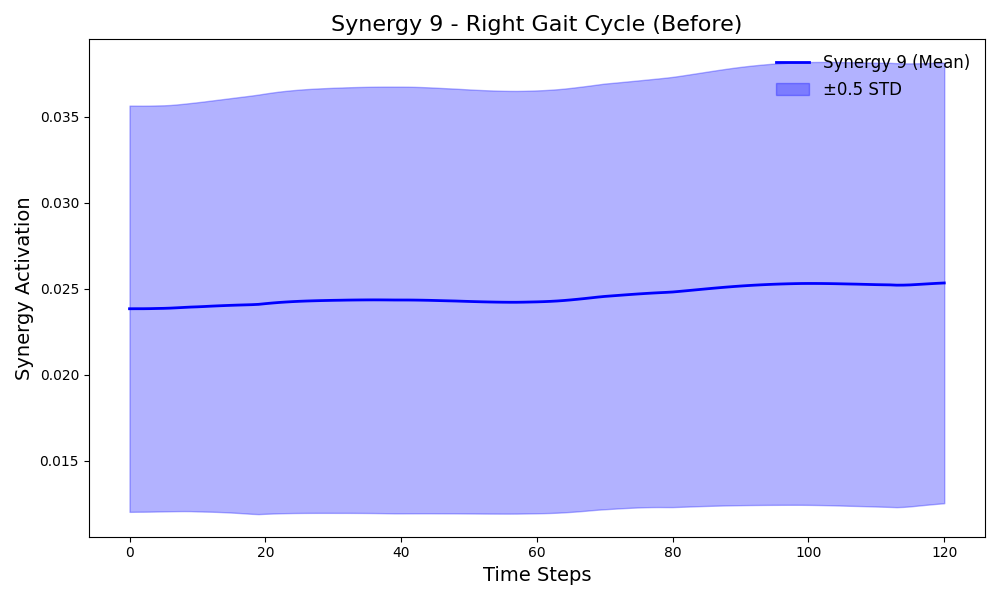 Synergy 9 - Right Gait Cycle (Before)
Synergy 9 (Mean)
±0.5 STD
Synergy Activation
0.035
0.030
0.025
0.020
0.015
0 20 40 60 80 100 120
Time Steps